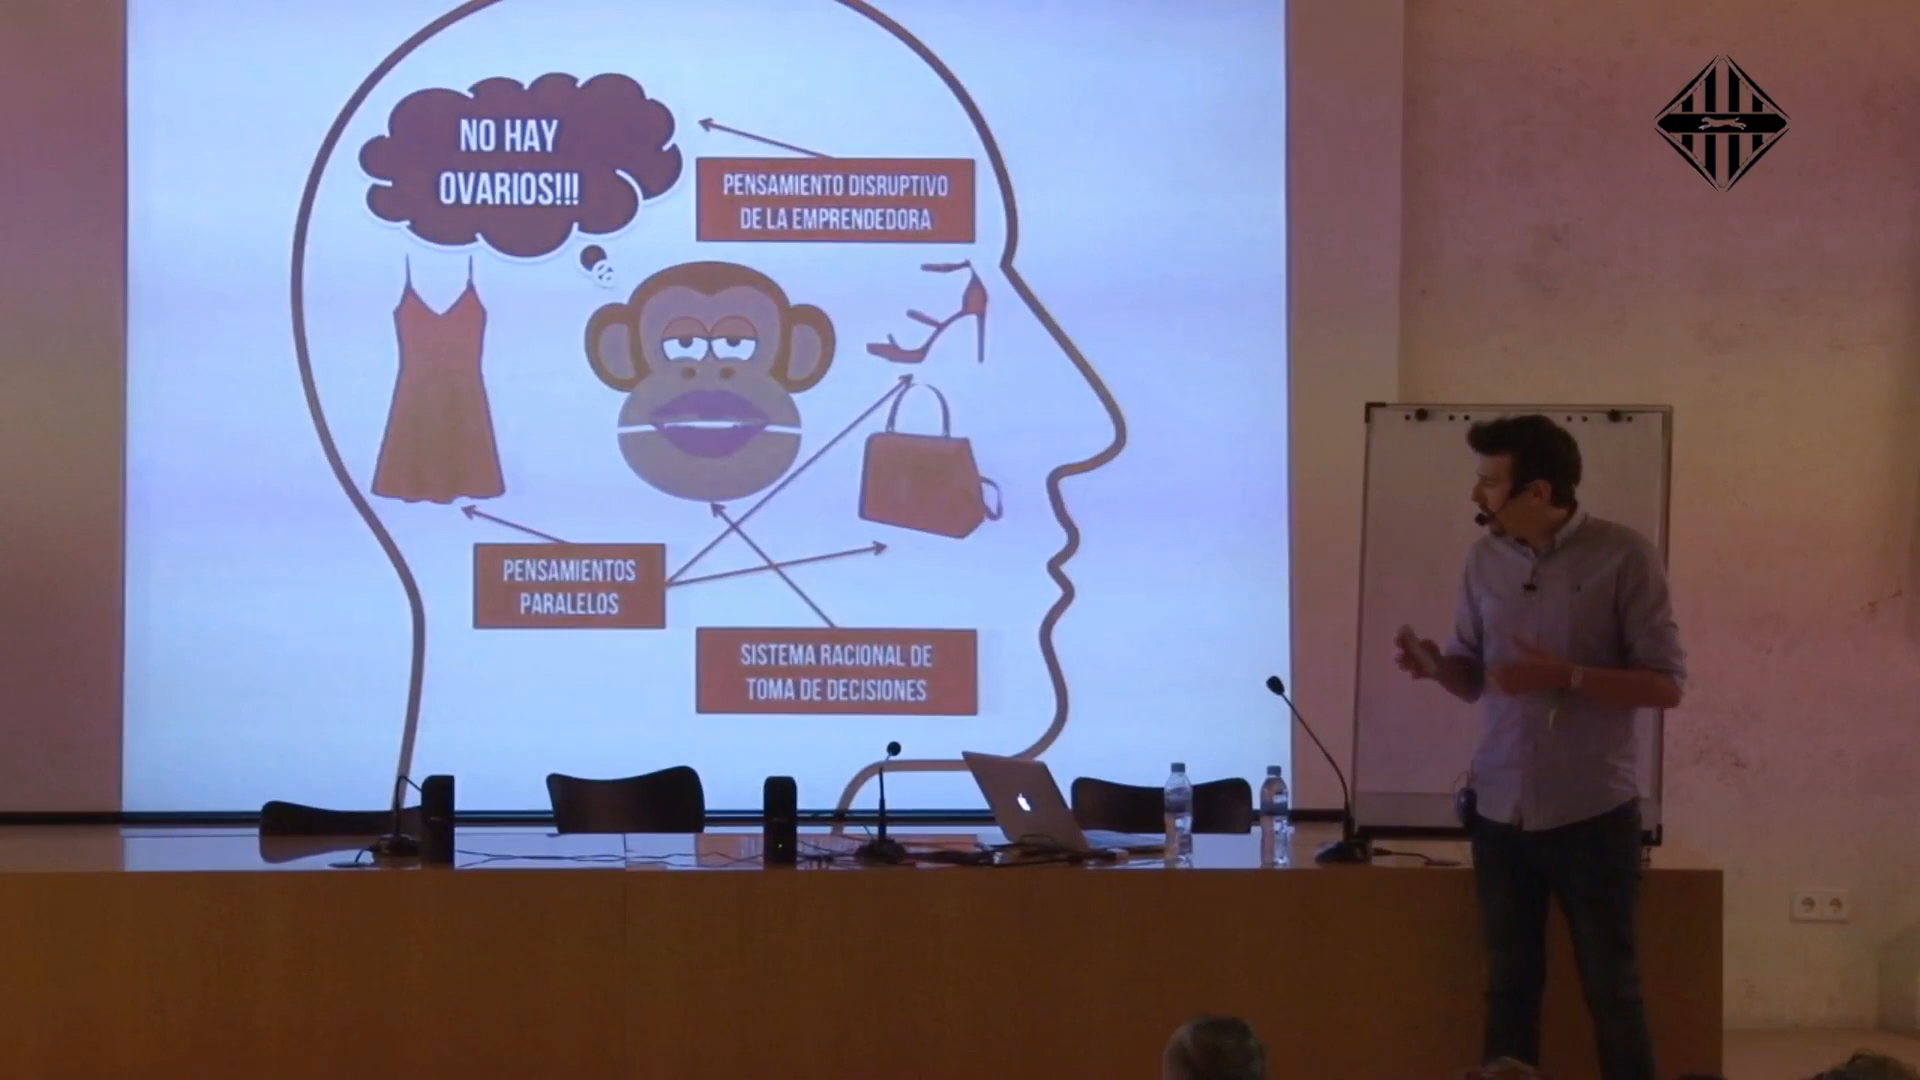 NO HAY
OVARIOS!!!
PENSAMIENTO DISRUPTIVO
DE LA EMPRENDEDORA
PENSAMIENTOS
PARALELOS
SISTEMA RACIONAL DE
TOMA DE DECISIONES